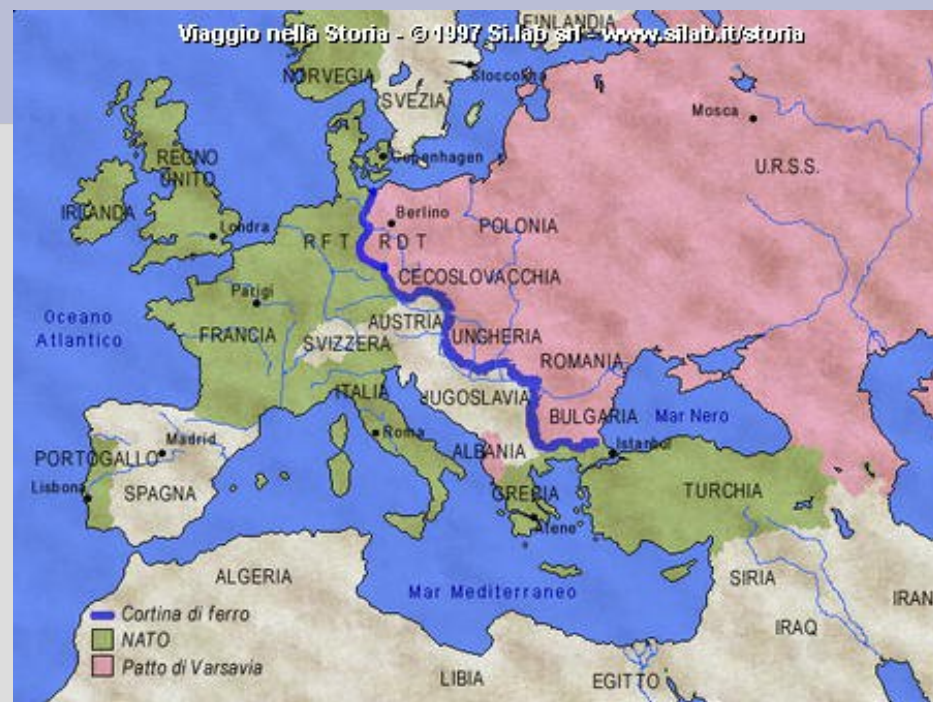 Viaggio nella Storia - © 1997 Si.lab srl - www.silab.it/storia
FINLANDIA
NORVEGIA
Stoccolma
SVEZIA
Mosca
REGNO
UNITO
Copenhagen
U.R.S.S.
IRLANDA
Londra
Berlino
POLONIA
RFT
RDT
CECOSLOVACCHIA
Parigi
Oceano
Atlantico
FRANCIA
AUSTRIA
SVIZZERA
UNGHERIA
ROMANIA
ITALIA
JUGOSLAVIA
BULGARIA
Mar Nero
Madrid
Roma
Istanbul
PORTOGALLO
ALBANIA
Lisbona
SPAGNA
GRECIA
TURCHIA
Atene
ALGERIA
SIRIA
Mar Mediterraneo
IRAN
Cortina di ferro
IRAQ
NATO
Patto di Varsavia
LIBIA
EGITTO